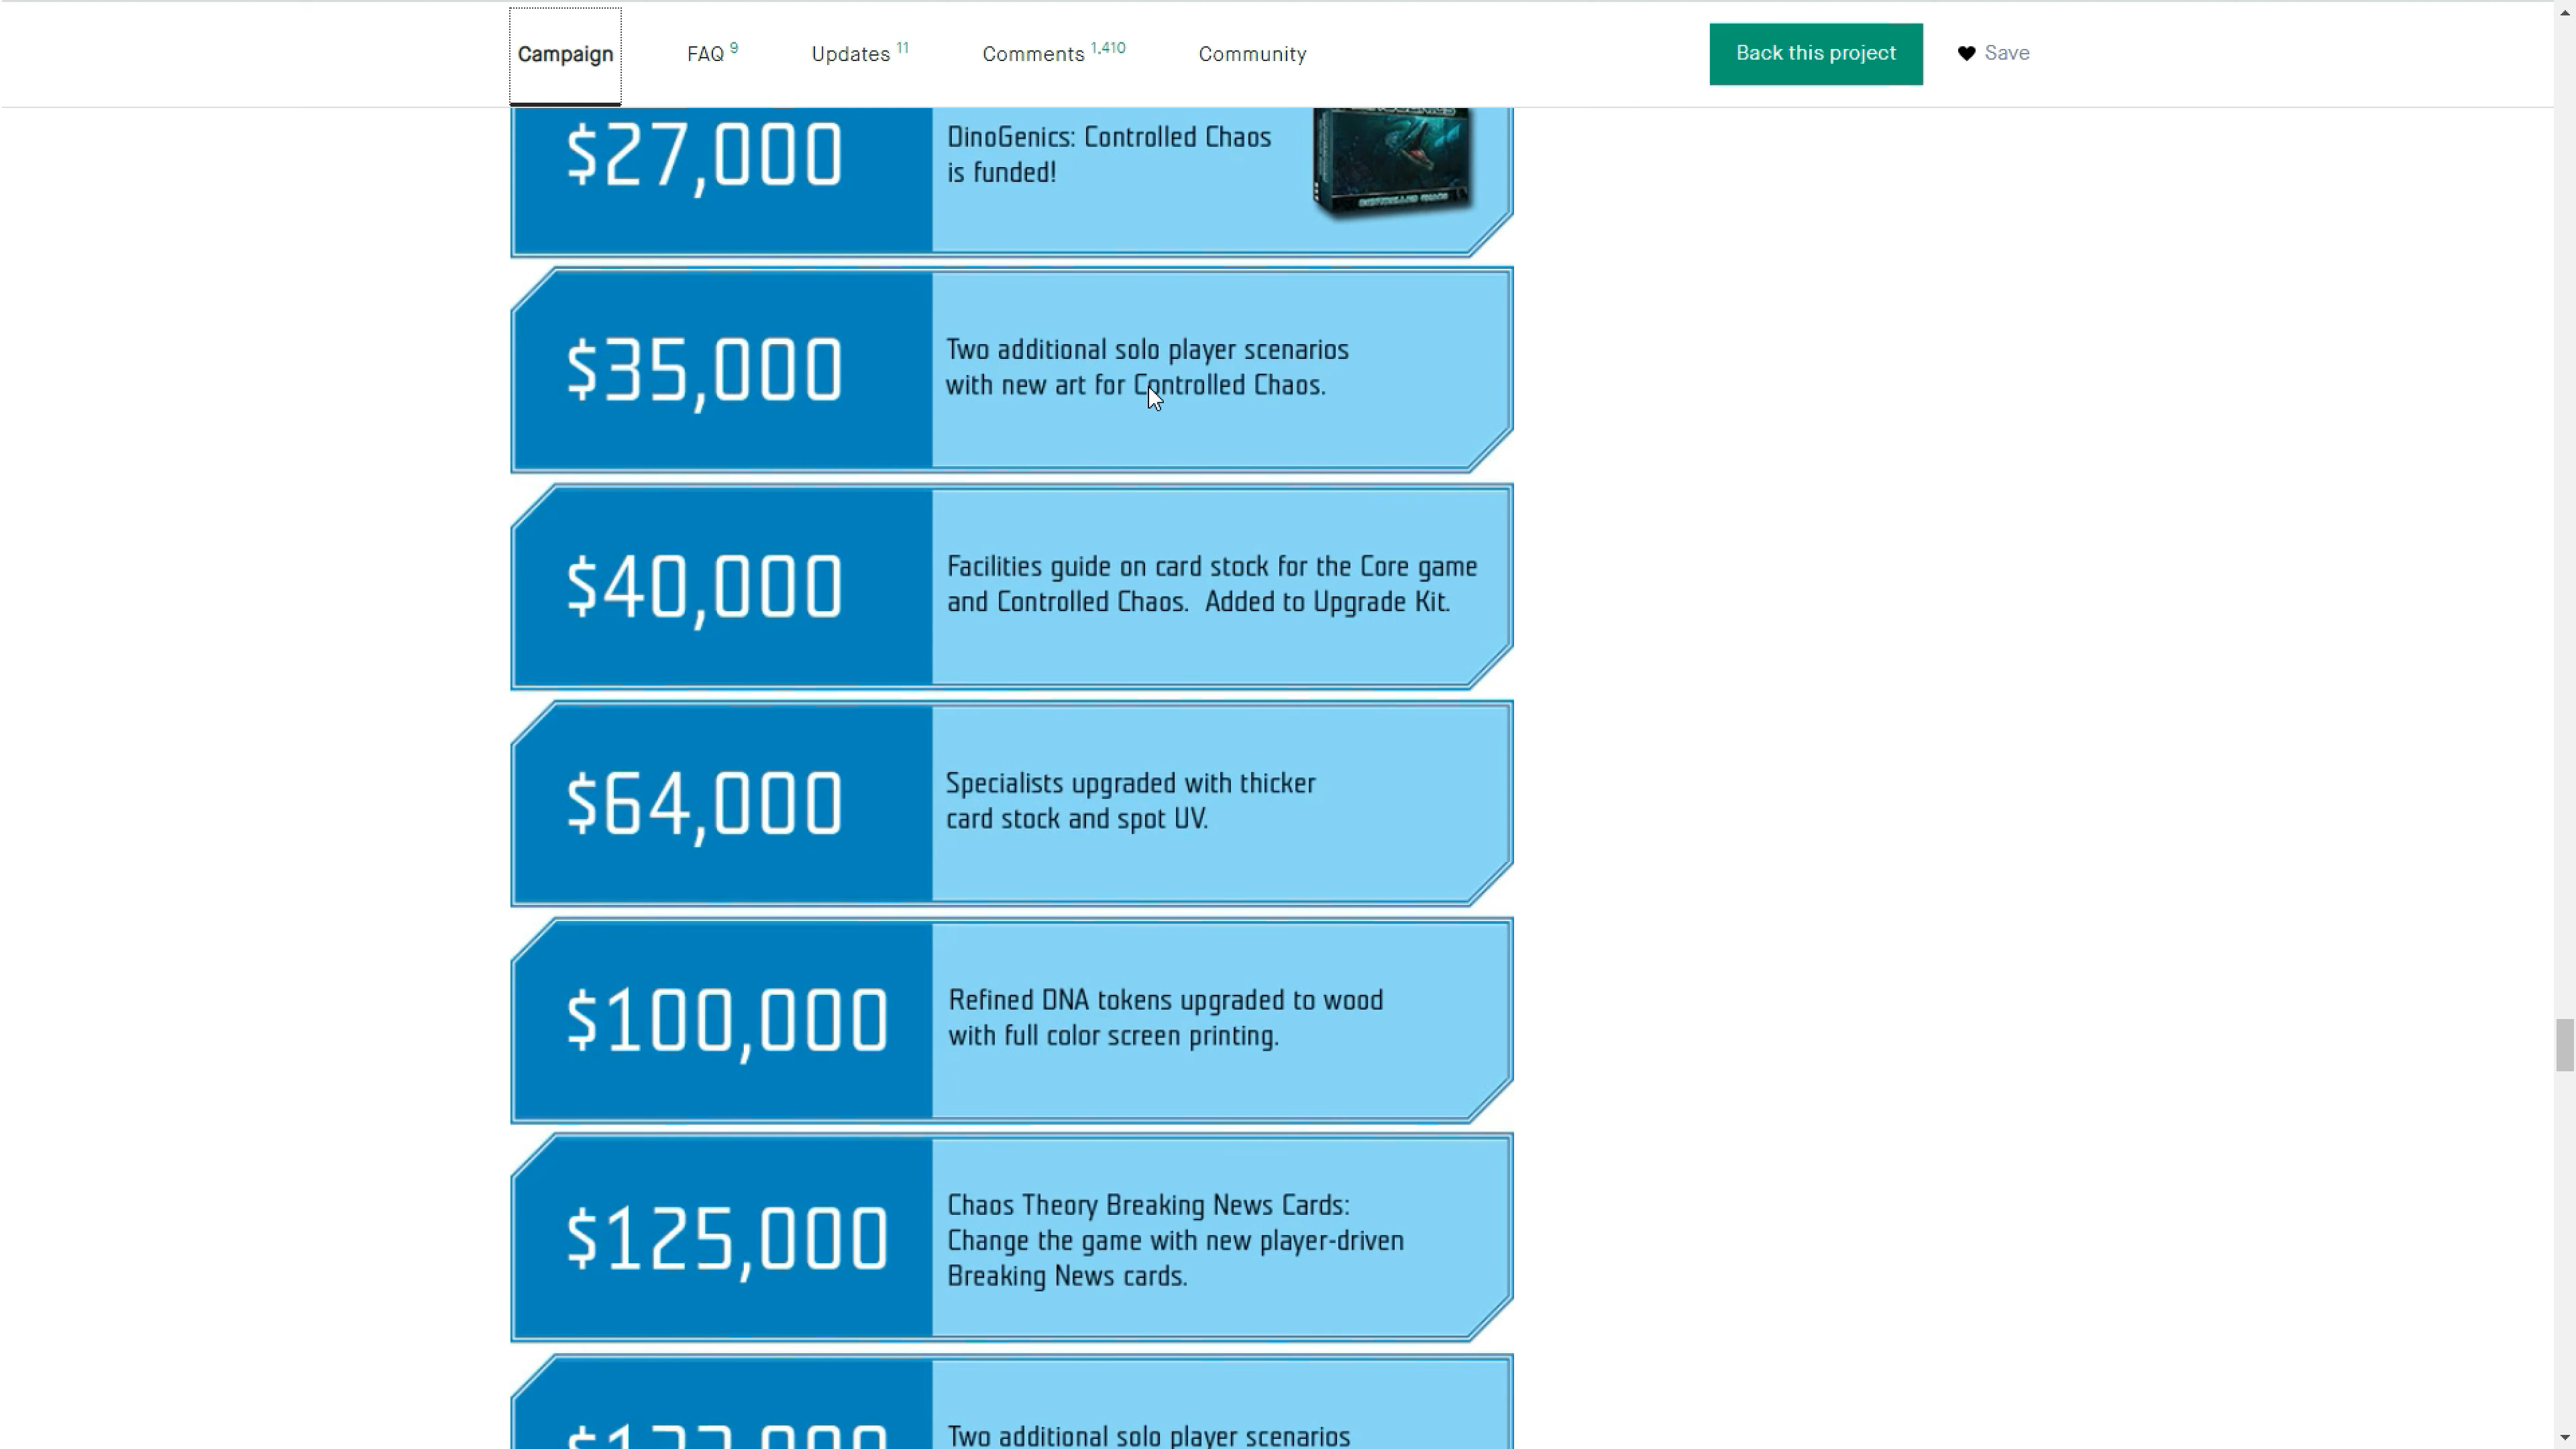 Campaign
FAQ 9
Updates 11
Comments 1,410
Community
Back this project
Save
$27,000
DinoGenics: Controlled Chaos
is funded!
CONTROLLED CHAOS
$35,000
Two additional solo player scenarios
with new art for Controlled Chaos.
$40,000
Facilities guide on card stock for the Core game
and Controlled Chaos.  Added to Upgrade Kit.
$64,000
Specialists upgraded with thicker
card stock and spot UV.
$100,000
Refined DNA tokens upgraded to wood
with full color screen printing.
$125,000
Chaos Theory Breaking News Cards:
Change the game with new player-driven
Breaking News cards.
Two additional solo player scenarios